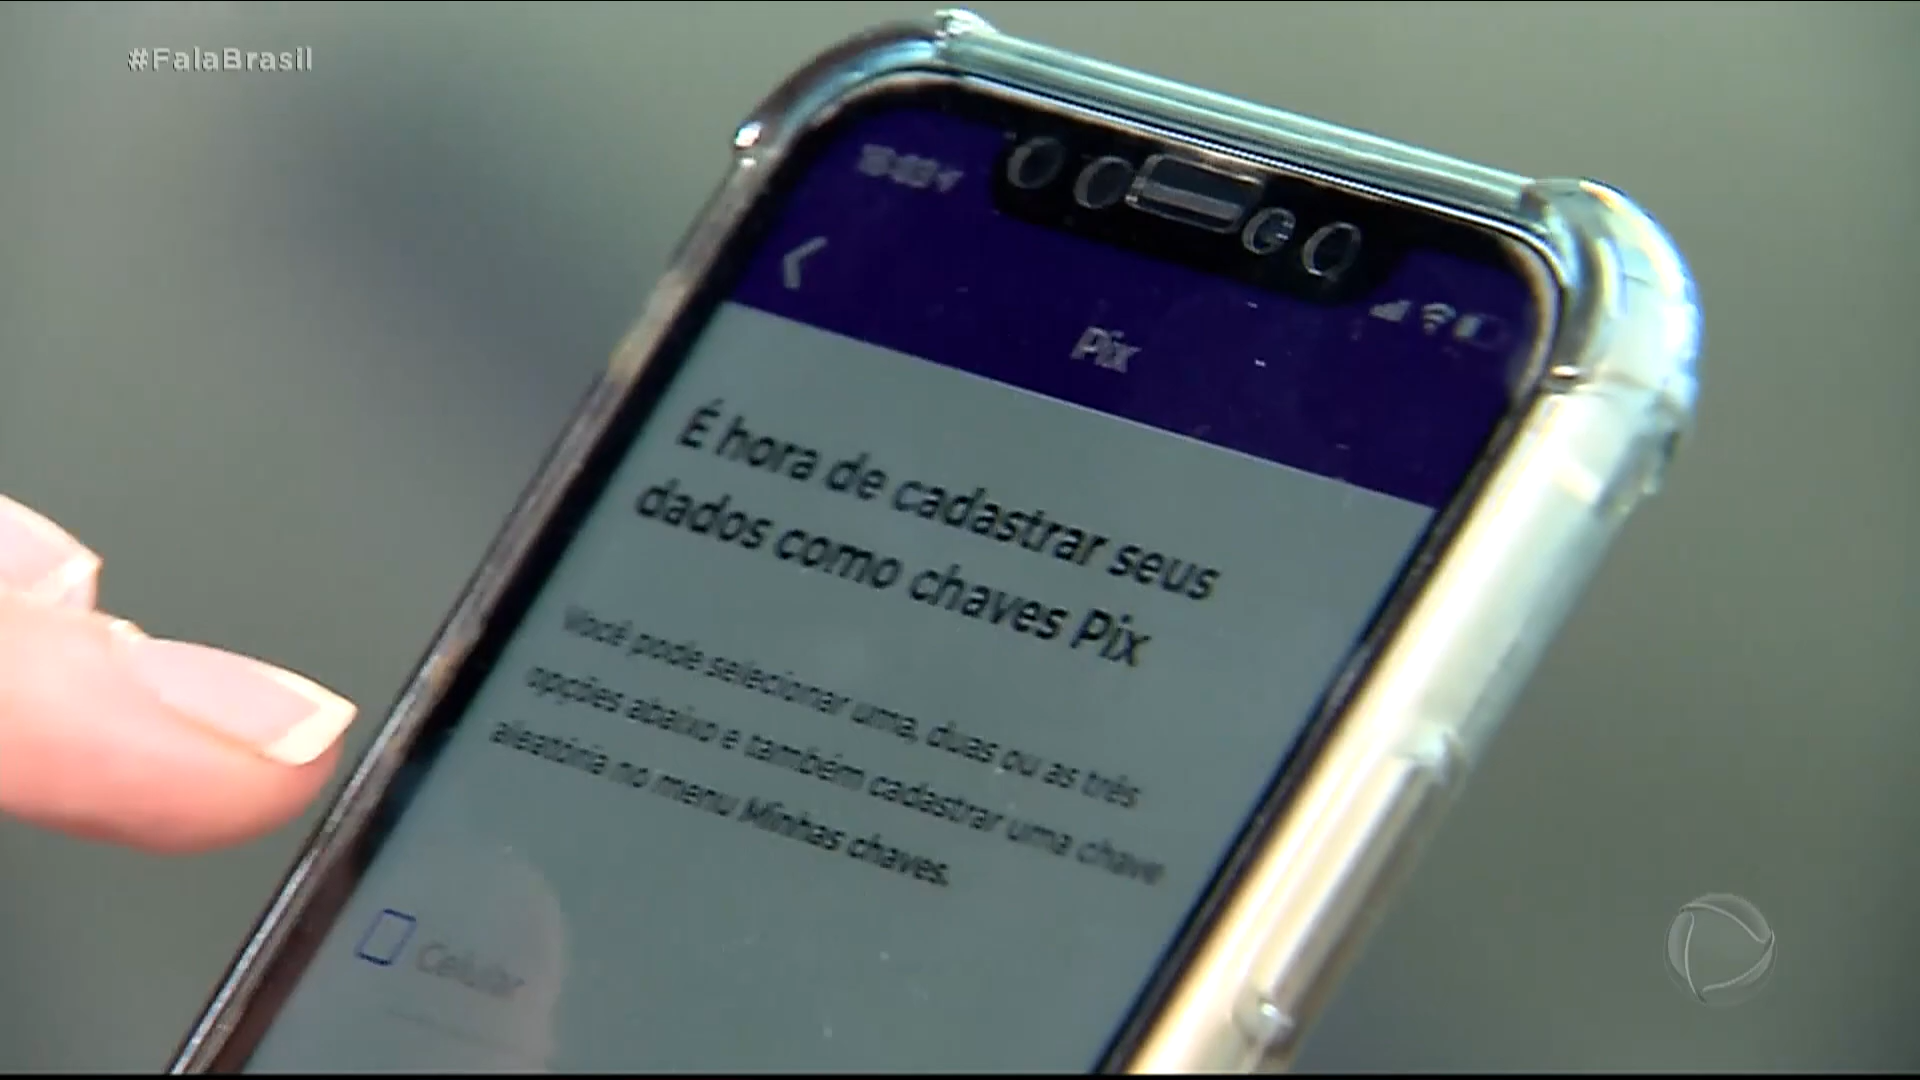 #FalaBrasil
Pix
É hora de cadastrar seus
dados como chaves Pix
Você pode selecionar uma, duas ou as três
opções abaixo e também cadastrar uma chave
aleatória no menu Minhas chaves.
Celular